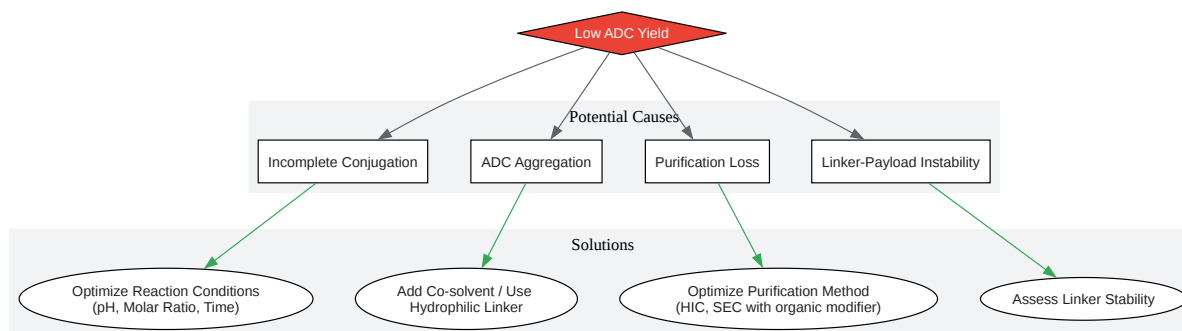 Low ADC Yield
Potential Causes
Incomplete Conjugation
ADC Aggregation
Purification Loss
Linker-Payload Instability
Solutions
Optimize Reaction Conditions
(pH, Molar Ratio, Time)
Add Co-solvent / Use
Hydrophilic Linker
Optimize Purification Method
(HIC, SEC with organic modifier)
Assess Linker Stability